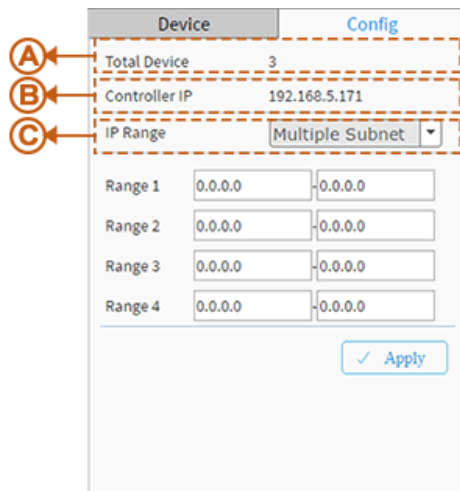 Device Config
A Total Device 3
B Controller IP 192.168.5.171
C IP Range Multiple Subnet
Range 1 0.0.0.0 - 0.0.0.0
Range 2 0.0.0.0 - 0.0.0.0
Range 3 0.0.0.0 - 0.0.0.0
Range 4 0.0.0.0 - 0.0.0.0
✓ Apply